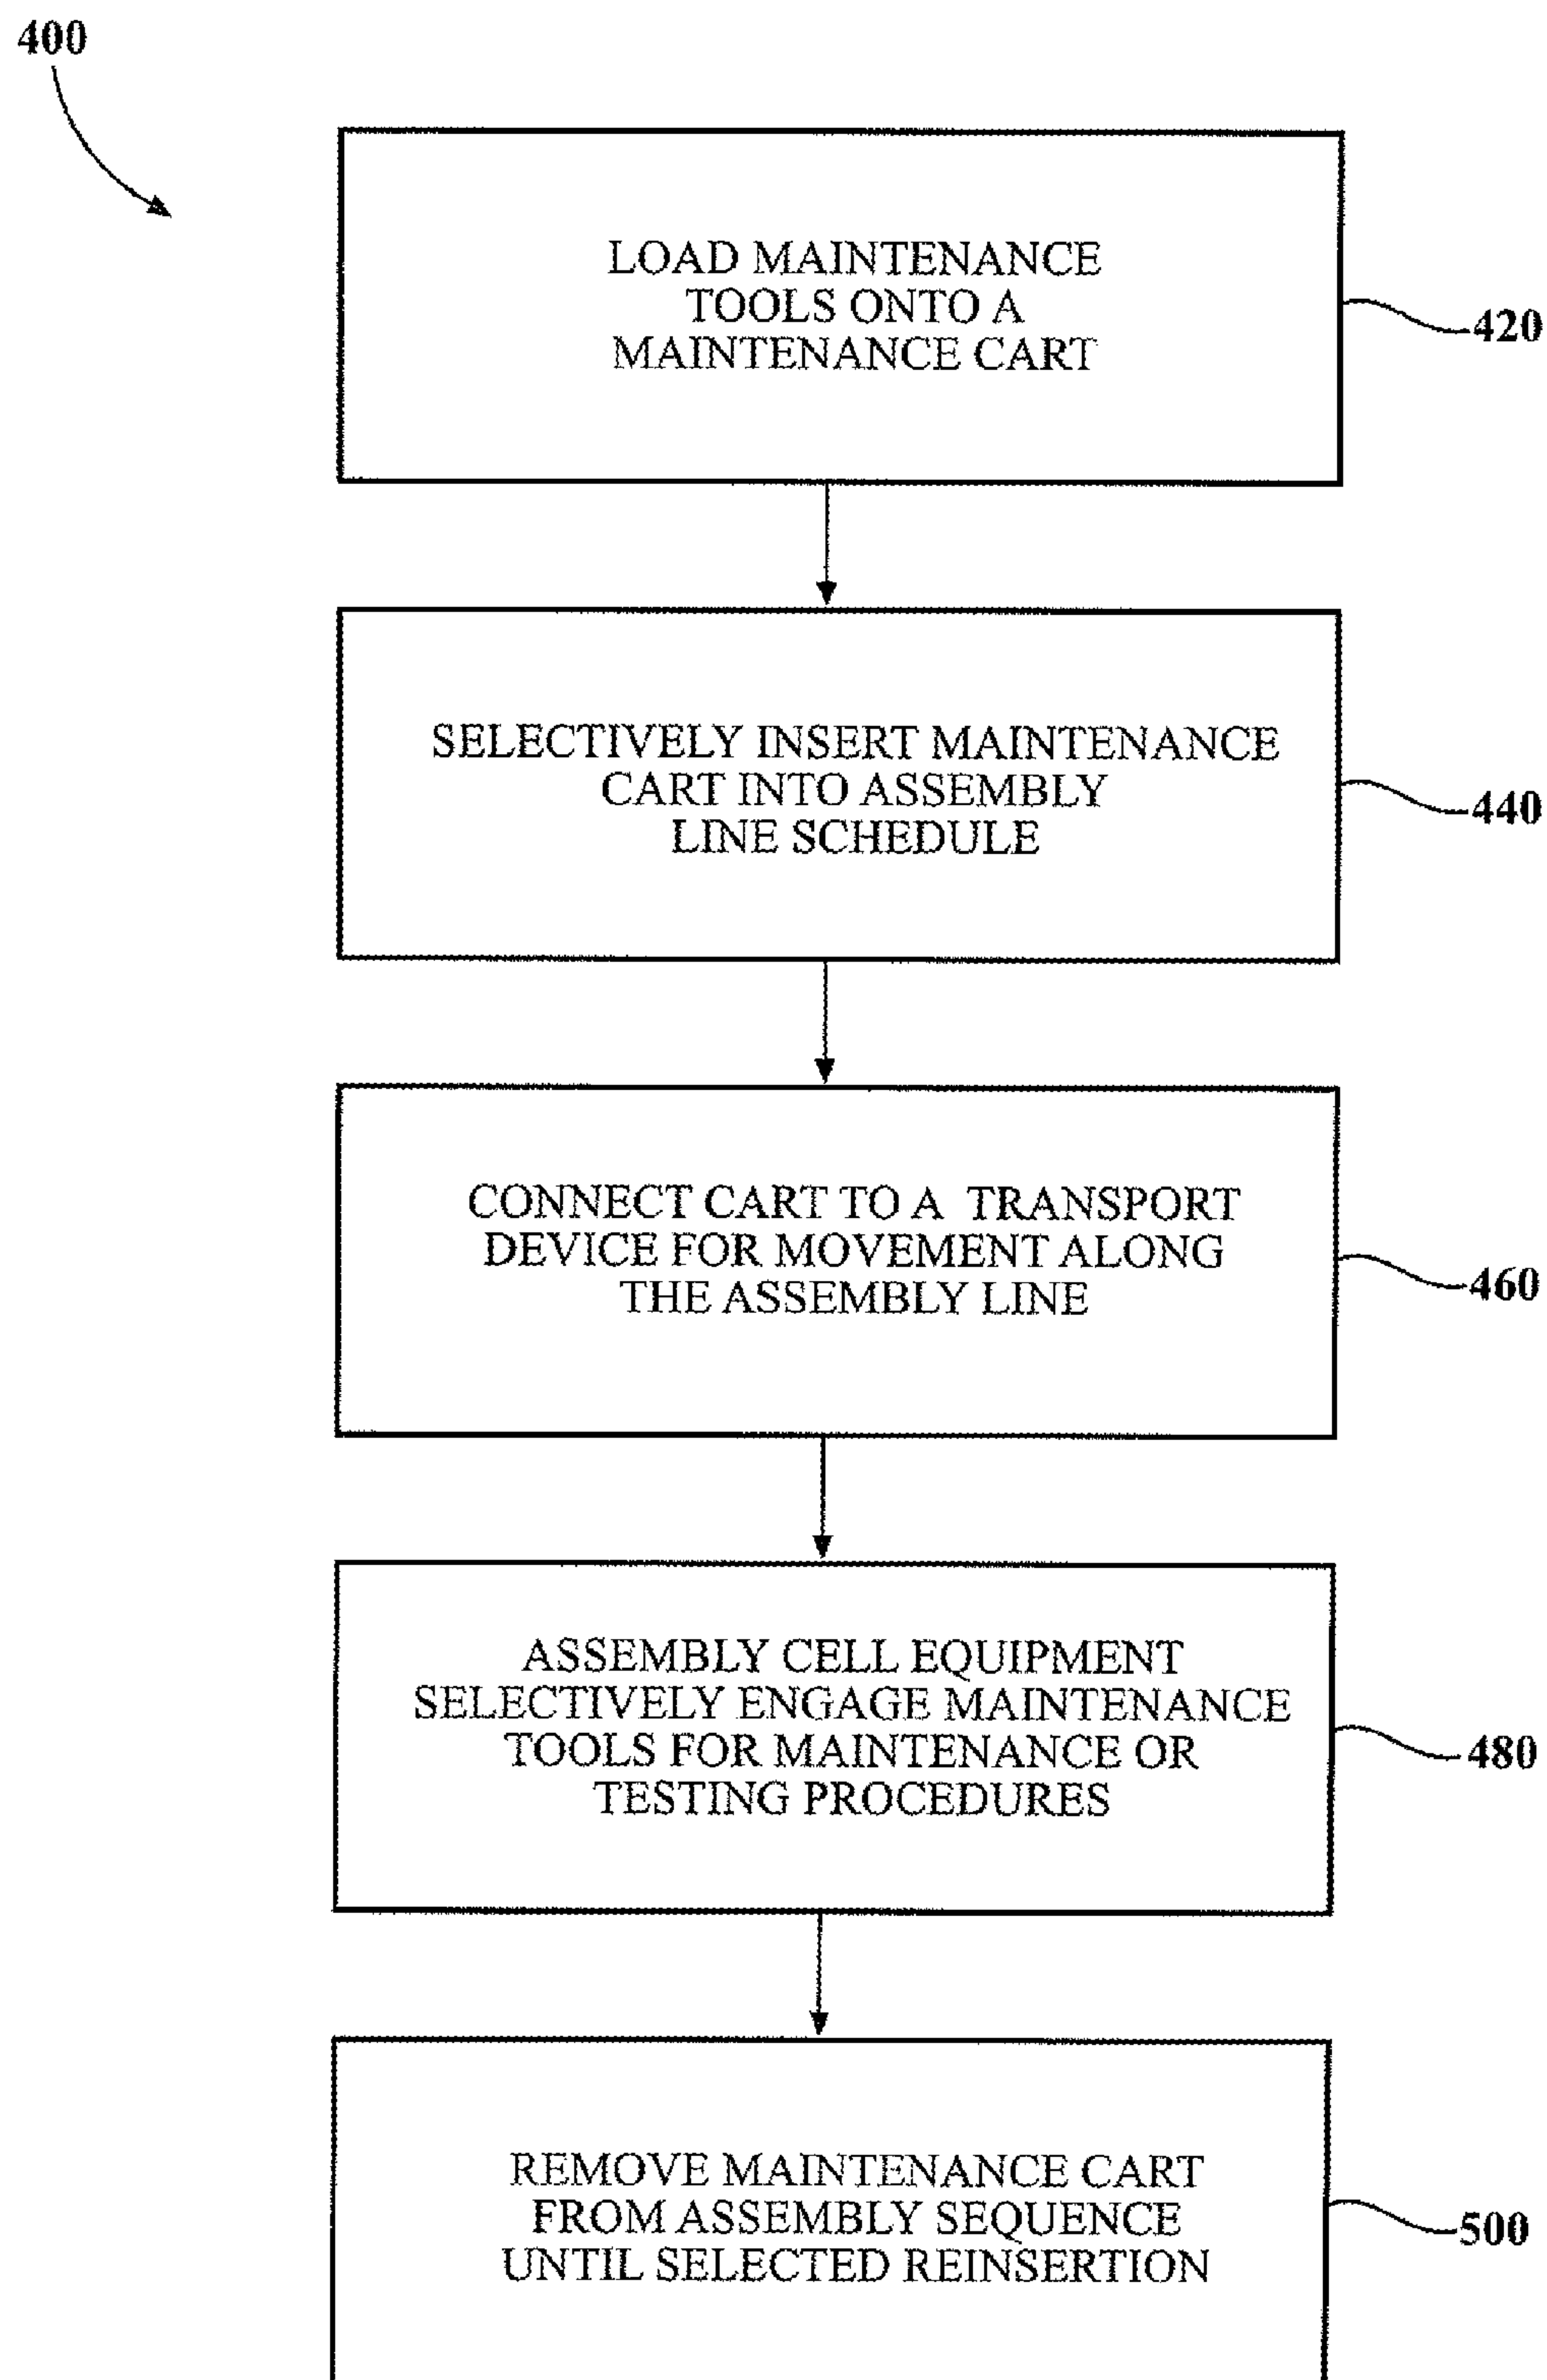 400
LOAD MAINTENANCE
TOOLS ONTO A
MAINTENANCE CART
420
SELECTIVELY INSERT MAINTENANCE
CART INTO ASSEMBLY
LINE SCHEDULE
440
CONNECT CART TO A TRANSPORT
DEVICE FOR MOVEMENT ALONG
THE ASSEMBLY LINE
460
ASSEMBLY CELL EQUIPMENT
SELECTIVELY ENGAGE MAINTENANCE
TOOLS FOR MAINTENANCE OR
TESTING PROCEDURES
480
REMOVE MAINTENANCE CART
FROM ASSEMBLY SEQUENCE
UNTIL SELECTED REINSERTION
500